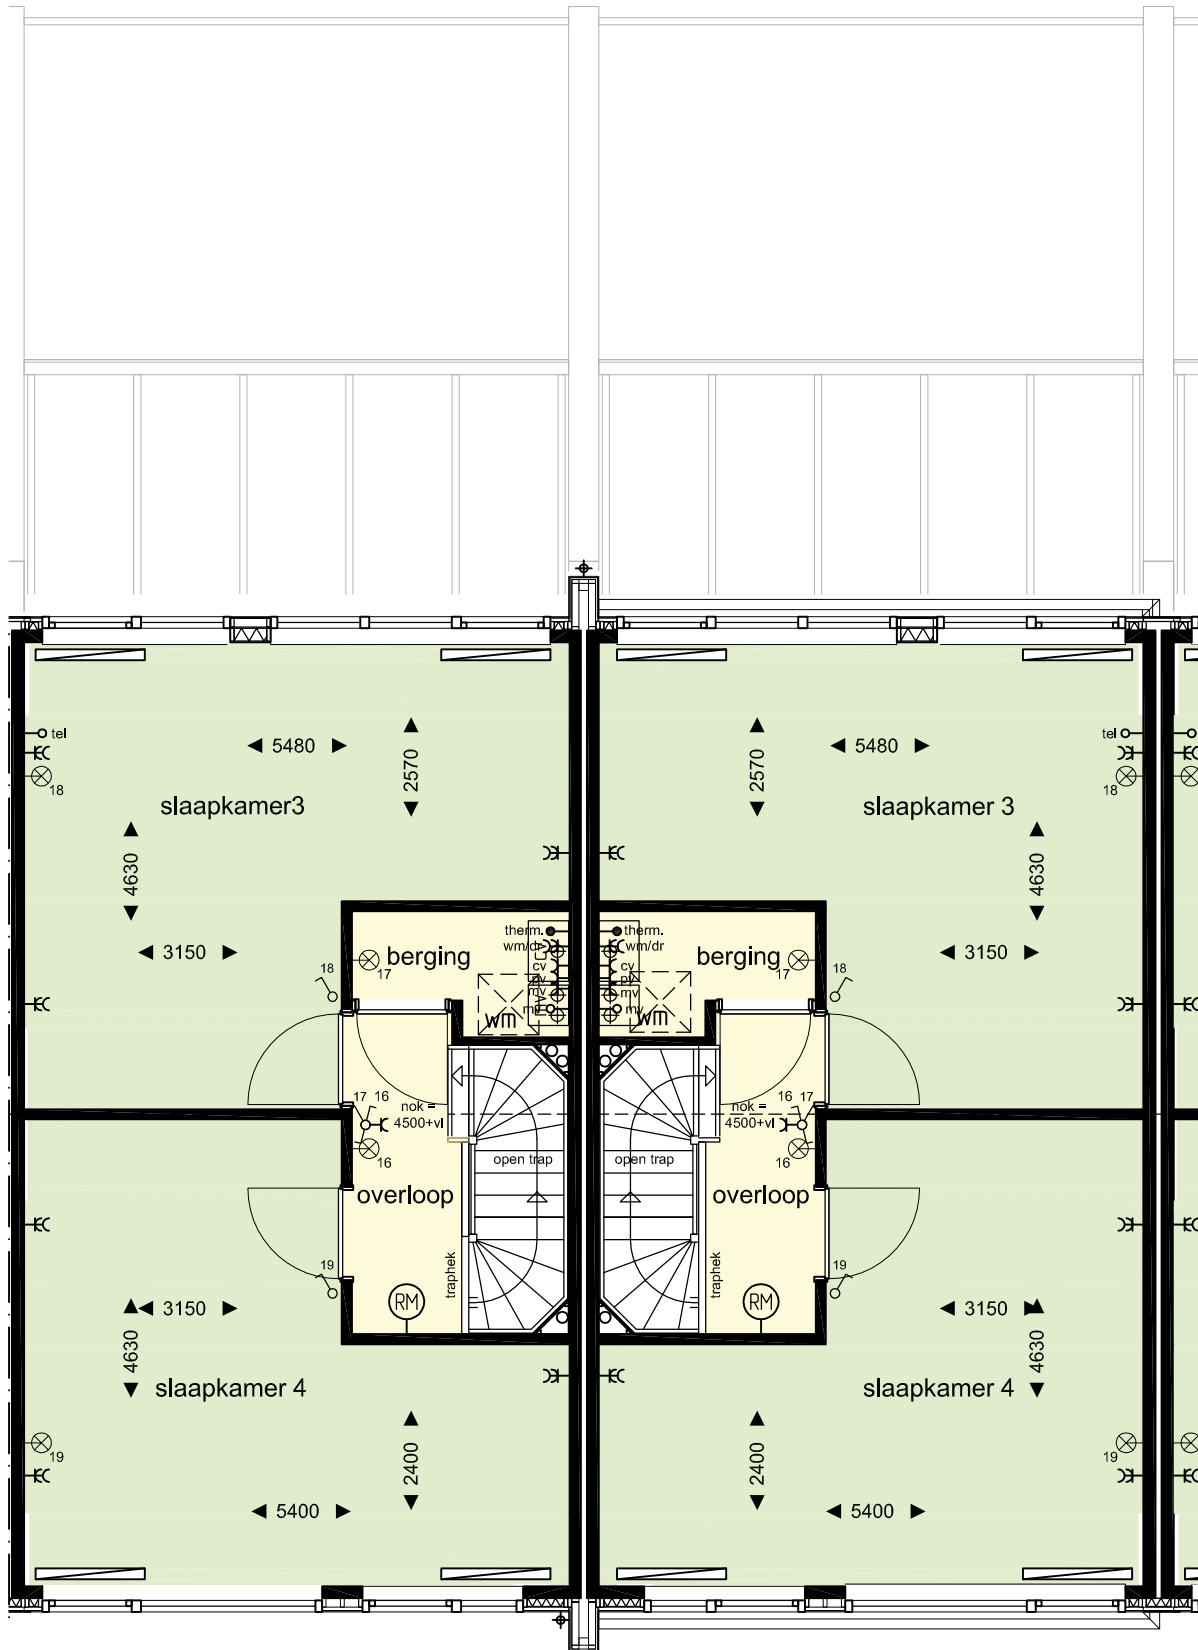 tel
5480
2570
18
slaapkamer3
4630
3150
therm.
wm/dr
berging
17
cv
mv
mv
wm
18
17 16
nok =
4500+vl
16
open trap
overloop
19
traphek
RM
3150
4630
slaapkamer 4
19
2400
5400
2570
5480
tel
18
slaapkamer 3
4630
3150
therm.
wm/dr
berging
17
cv
mv
mv
wm
18
16 17
nok =
4500+vl
16
open trap
overloop
19
traphek
RM
3150
4630
slaapkamer 4
19
2400
5400